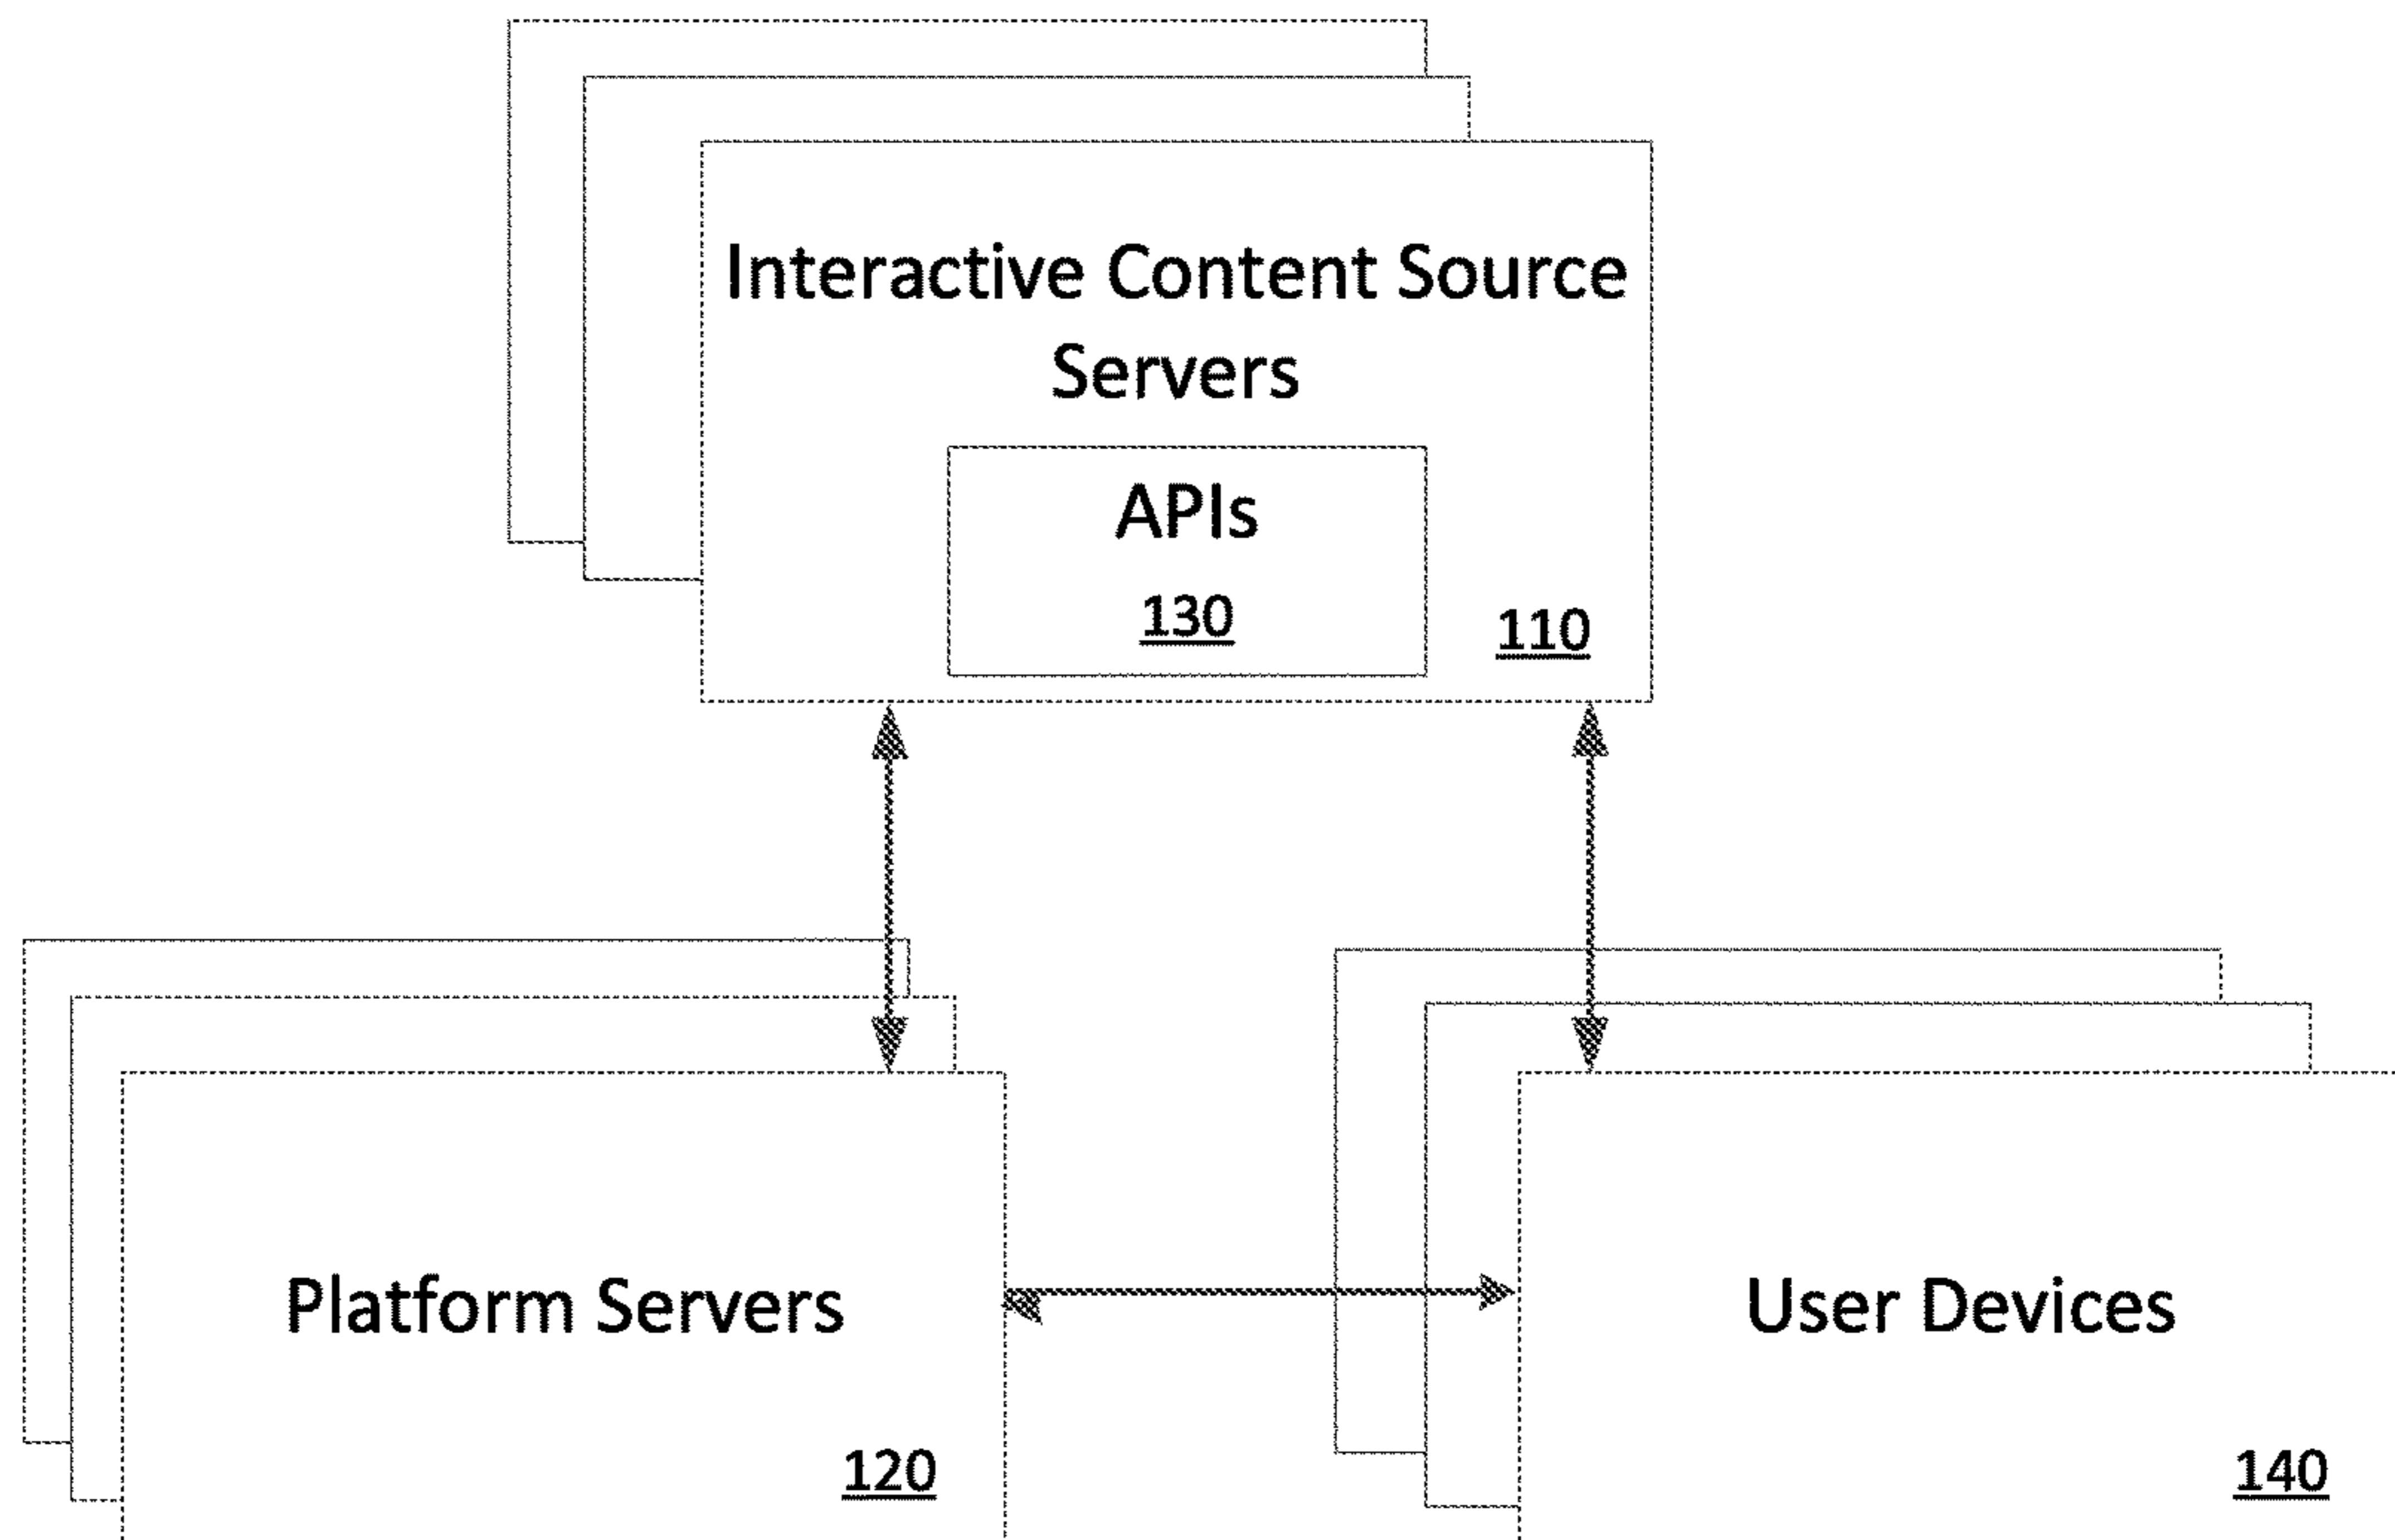 Interactive Content Source
Servers
APIs
130
110
Platform Servers
120
User Devices
140